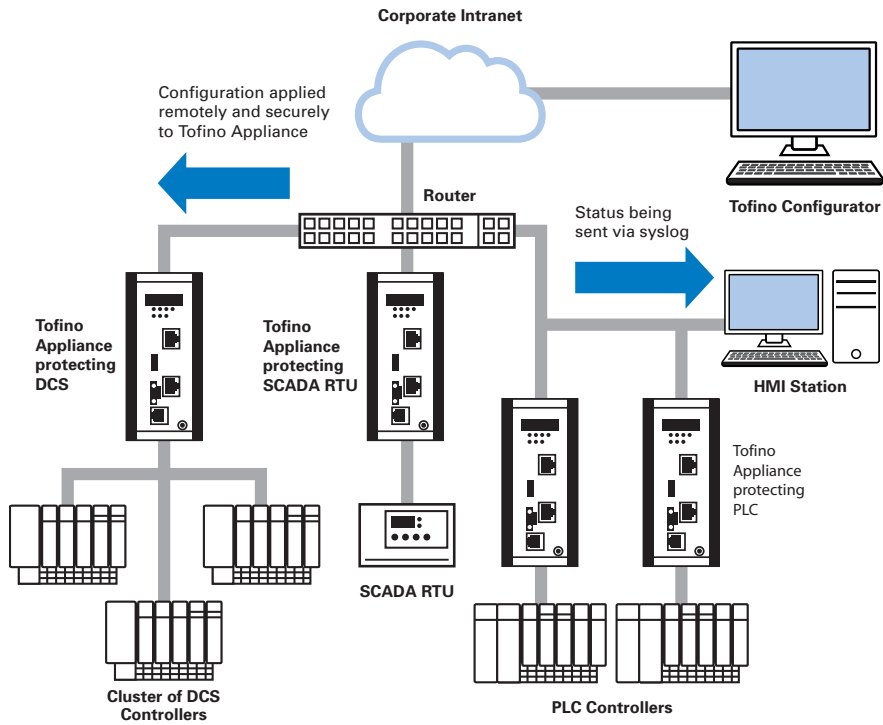 Corporate Intranet
Configuration applied
remotely and securely
to Tofino Appliance
Router
Tofino Configurator
Status being
sent via syslog
Tofino
Appliance
protecting
DCS
Tofino
Appliance
protecting
SCADA RTU
HMI Station
Tofino
Appliance
protecting
PLC
SCADA RTU
Cluster of DCS
Controllers
PLC Controllers